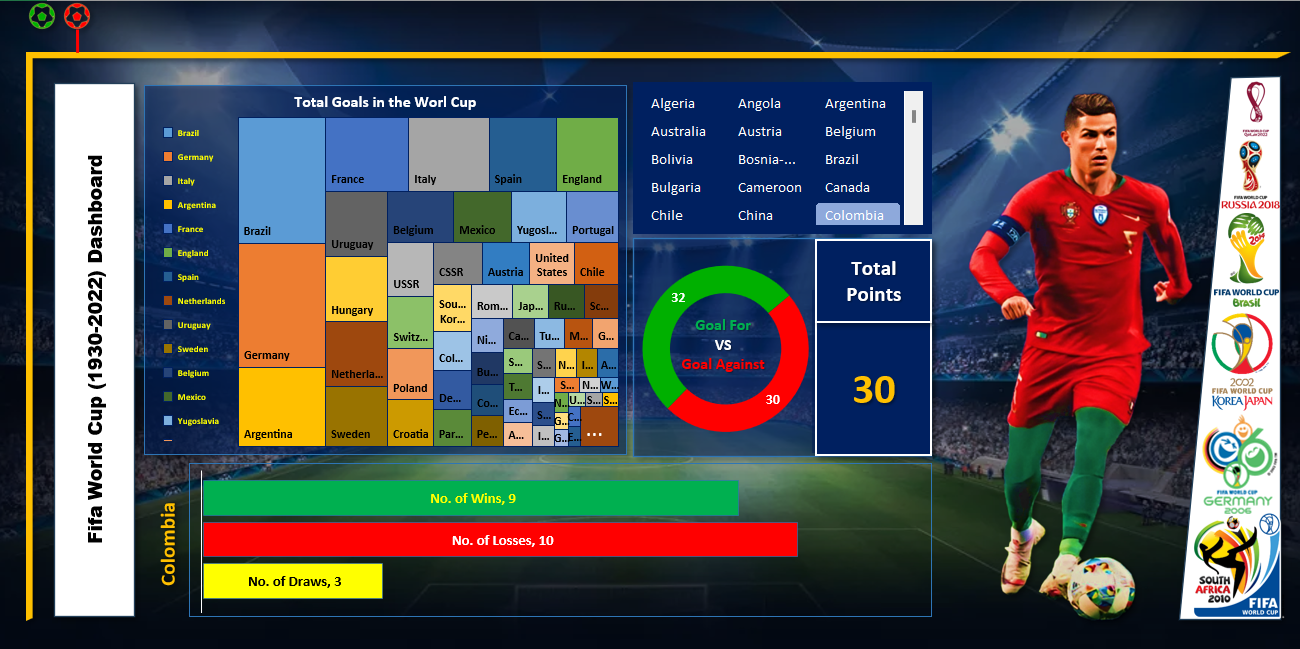 Fifa World Cup (1930-2022) Dashboard
Total Goals in the Worl Cup
Brazil
Germany
Italy
Argentina
France
England
Spain
Netherlands
Uruguay
Sweden
Belgium
Mexico
Yugoslavia
Brazil
Germany
Argentina
France
Italy
Spain
England
Uruguay
Belgium
Mexico
Yugosl...
Portugal
Hungary
Netherla...
Sweden
USSR
CSSR
Austria
United
States
Chile
Switz...
Poland
Croatia
Sou...
Kor...
Rom...
Jap...
Ru...
Sc...
Col...
De...
Par...
Ni...
Bu...
Co...
Pe...
Ca...
Tu...
M...
G...
S...
T...
Ec...
A...
S...
N...
I...
A...
I...
S...
I...
S...
N...
W...
N...
U...
S...
S...
G...
C...
G...
E...
...
Algeria Angola Argentina
Australia Austria Belgium
Bolivia Bosnia-... Brazil
Bulgaria Cameroon Canada
Chile China Colombia
32
Goal For
VS
Goal Against
30
Total
Points
30
Colombia
No. of Wins, 9
No. of Losses, 10
No. of Draws, 3
FIFA WORLD CUP
RUSSIA 2018
2014
FIFA WORLD CUP
Brasil
2002
FIFA WORLD CUP
KOREA JAPAN
FIFA WORLD CUP
GERMANY
2006
SOUTH
AFRICA
2010
FIFA
WORLD CUP